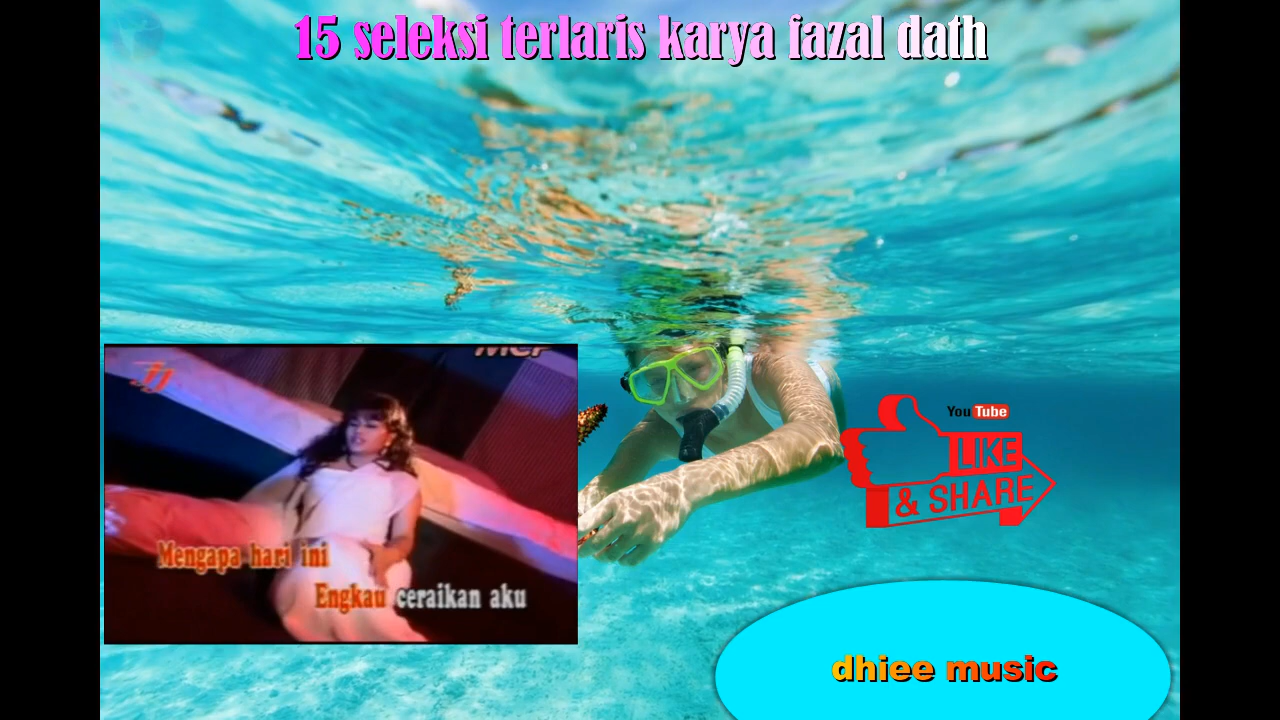 15 seleksi terlaris karya fazal dath
Mengapa hari ini
Engkau ceraikan aku
YouTube
LIKE
& SHARE
dhiee music